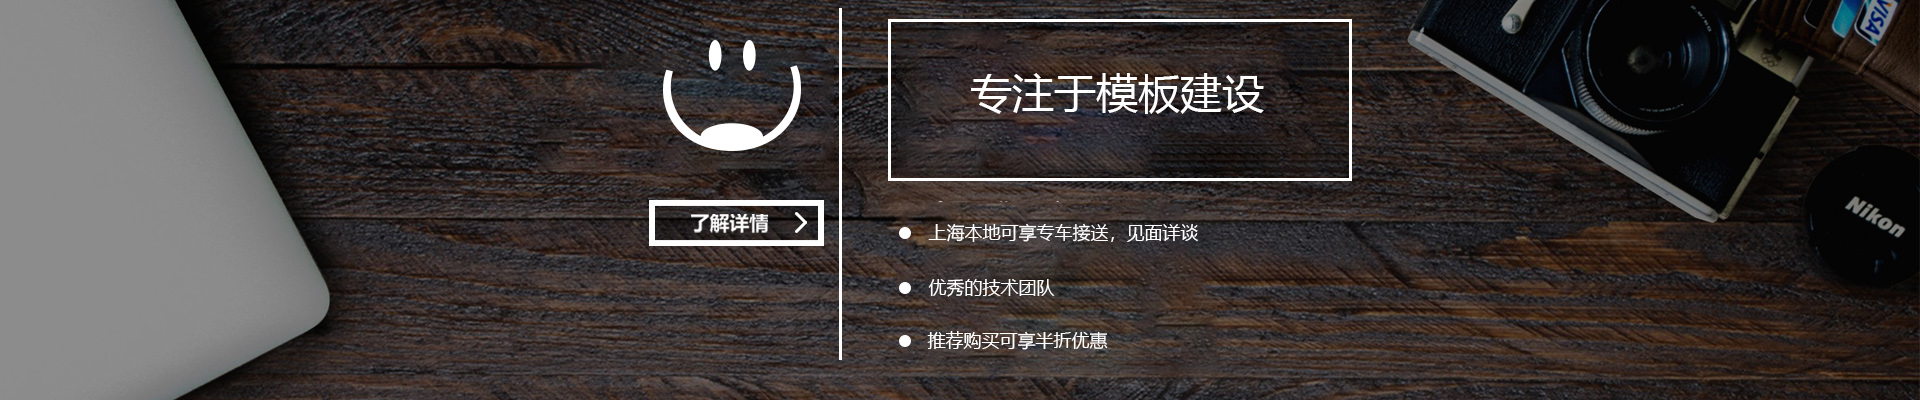 专注于模板建设
了解详情
上海本地可享专车接送，见面详谈
优秀的技术团队
推荐购买可享半折优惠
VISA
Nikon